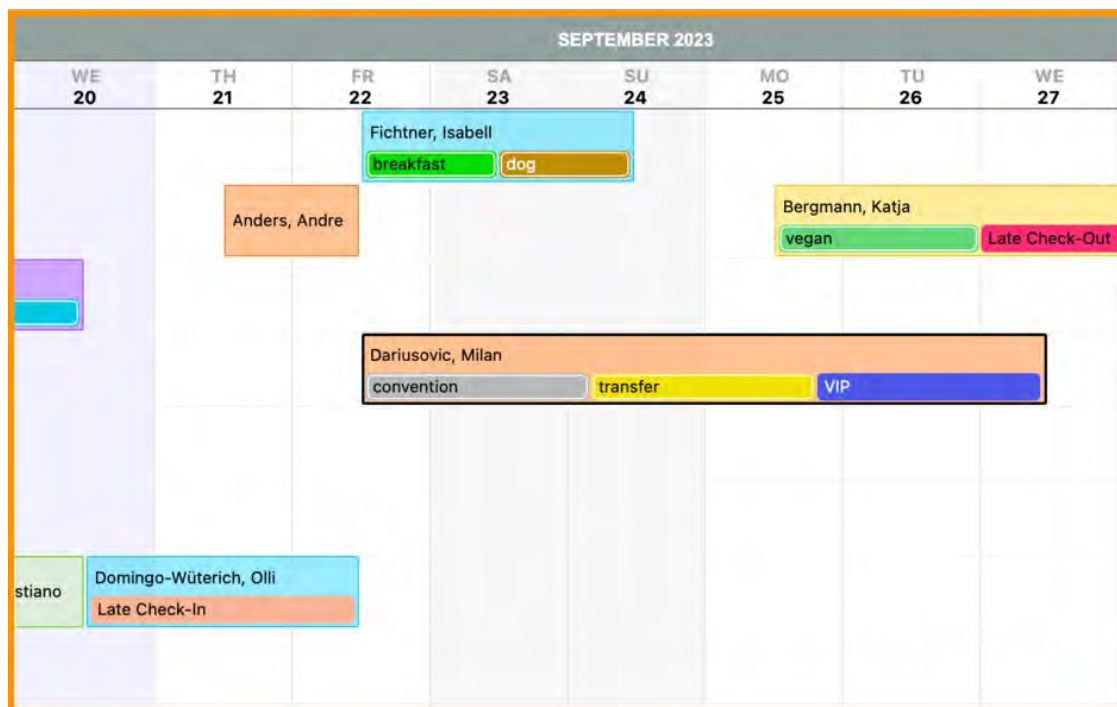 SEPTEMBER 2023
WE TH FR SA SU MO TU WE
20 21 22 23 24 25 26 27
Fichtner, Isabell
breakfast dog
Anders, Andre
Bergmann, Katja
vegan Late Check-Out
Dariusovic, Milan
convention transfer VIP
Domingo-Wüterich, Olli
stiano
Late Check-In